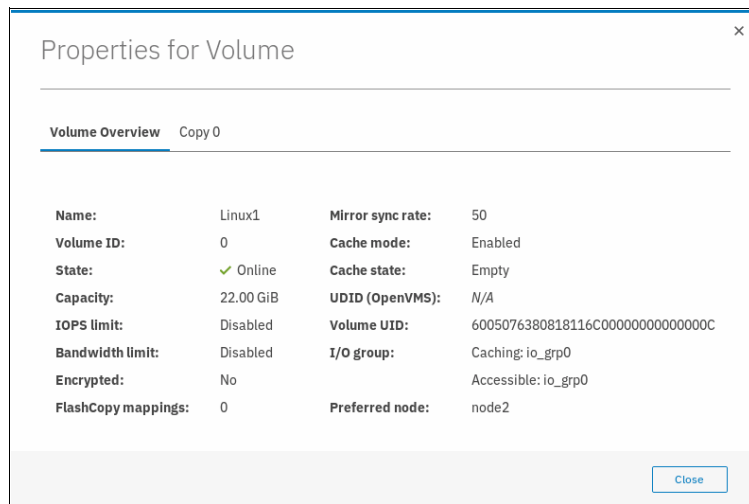 Properties for Volume
Volume Overview Copy 0
Name: Linux1 Mirror sync rate: 50
Volume ID: 0 Cache mode: Enabled
State: Online Cache state: Empty
Capacity: 22.00 GiB UDID (OpenVMS): N/A
IOPS limit: Disabled Volume UID: 6005076380818116C00000000000000C
Bandwidth limit: Disabled I/O group: Caching: io_grp0
Encrypted: No Accessible: io_grp0
FlashCopy mappings: 0 Preferred node: node2
Close